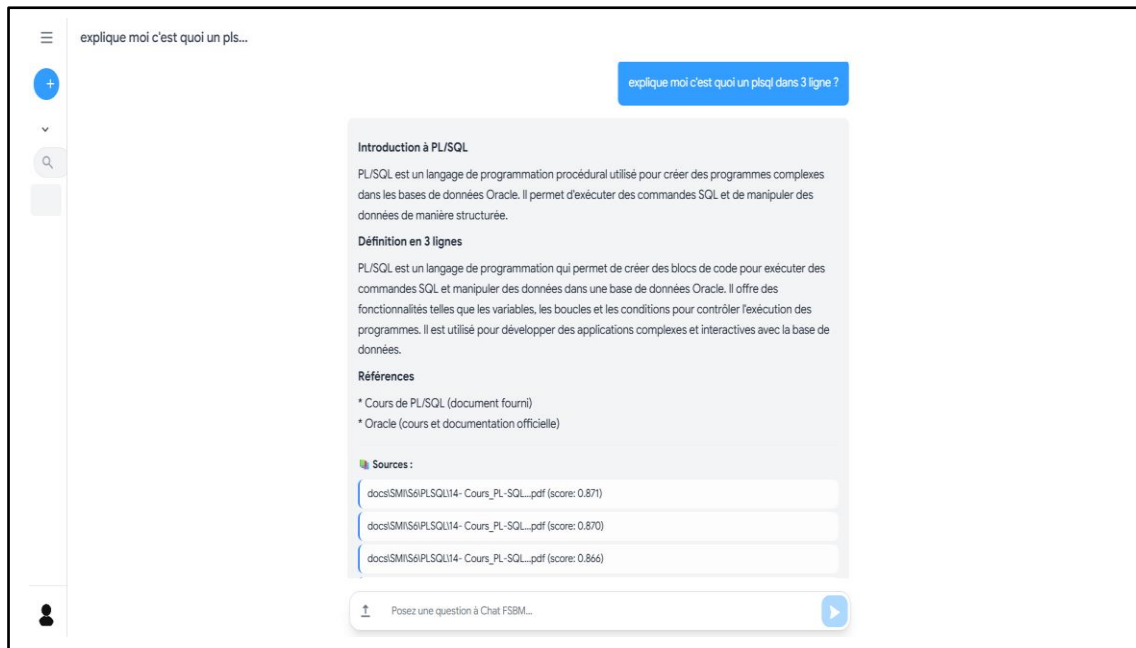 explique moi c'est quoi un pls...
explique moi c'est quoi un plsql dans 3 ligne ?
Introduction à PL/SQL
PL/SQL est un langage de programmation procédural utilisé pour créer des programmes complexes
dans les bases de données Oracle. Il permet d'exécuter des commandes SQL et de manipuler des
données de manière structurée.
Définition en 3 lignes
PL/SQL est un langage de programmation qui permet de créer des blocs de code pour exécuter des
commandes SQL et manipuler des données dans une base de données Oracle. Il offre des
fonctionnalités telles que les variables, les boucles et les conditions pour contrôler l'exécution des
programmes. Il est utilisé pour développer des applications complexes et interactives avec la base de
données.
Références
* Cours de PL/SQL (document fourni)
* Oracle (cours et documentation officielle)
Sources :
docs\SMI\S6\PLSQL\14- Cours_PL-SQL...pdf (score: 0.871)
docs\SMI\S6\PLSQL\14- Cours_PL-SQL...pdf (score: 0.870)
docs\SMI\S6\PLSQL\14- Cours_PL-SQL...pdf (score: 0.866)
Posez une question à Chat FSBM...